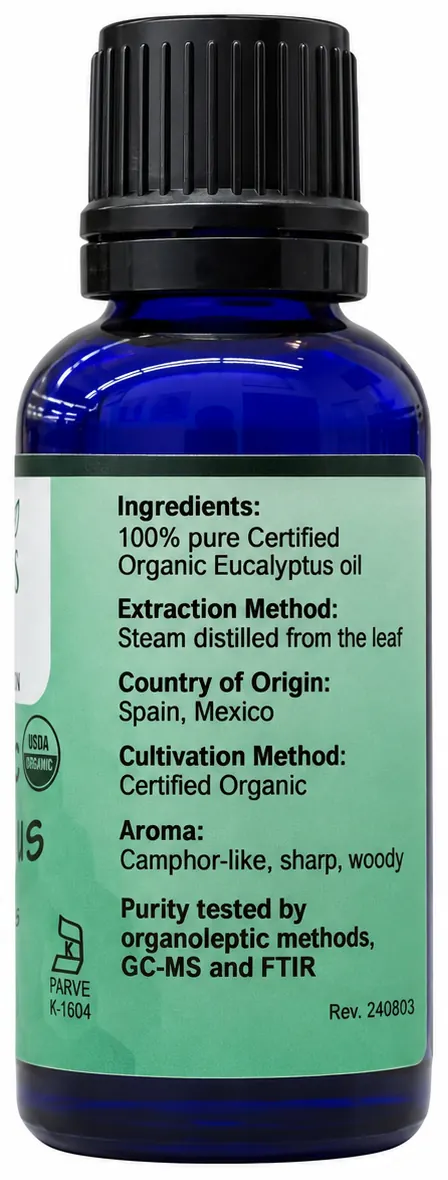 Ingredients:
100% pure Certified
Organic Eucalyptus oil
Extraction Method:
Steam distilled from the leaf
Country of Origin:
Spain, Mexico
Cultivation Method:
Certified Organic
Aroma:
Camphor-like, sharp, woody
Purity tested by
organoleptic methods,
GC-MS and FTIR
Rev. 240803
USDA
ORGANIC
K
PARVE
K-1604